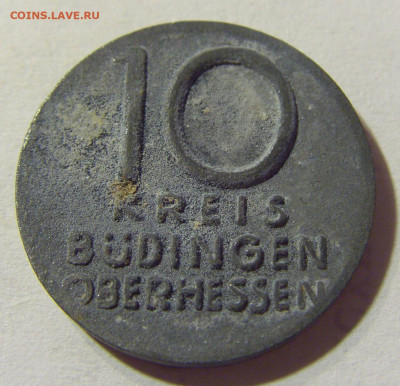 COINS.LAVE.RU
10
KREIS
BÜDINGEN
OBERHESSEN